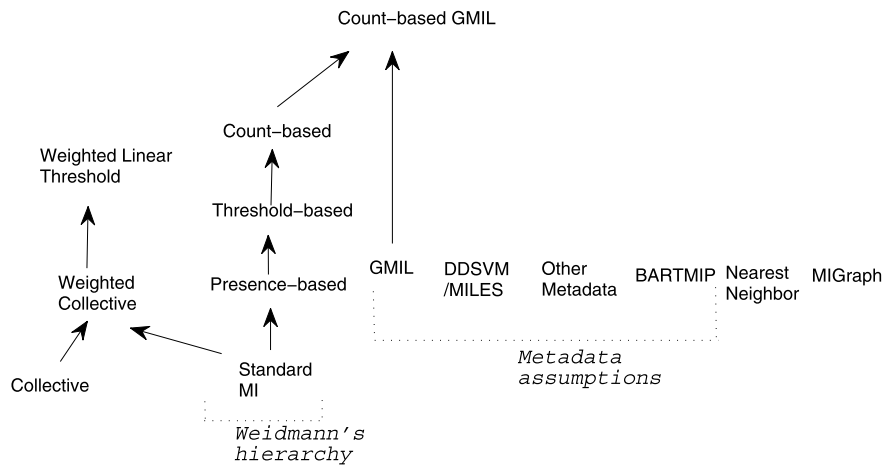 Count−based GMIL
Count−based
Weighted Linear
Threshold
Threshold−based
GMIL
DDSVM
/MILES
Other
Metadata
BARTMIP
Nearest
Neighbor
MIGraph
Weighted
Collective
Presence−based
Metadata
assumptions
Standard
MI
Collective
Weidmann's
hierarchy